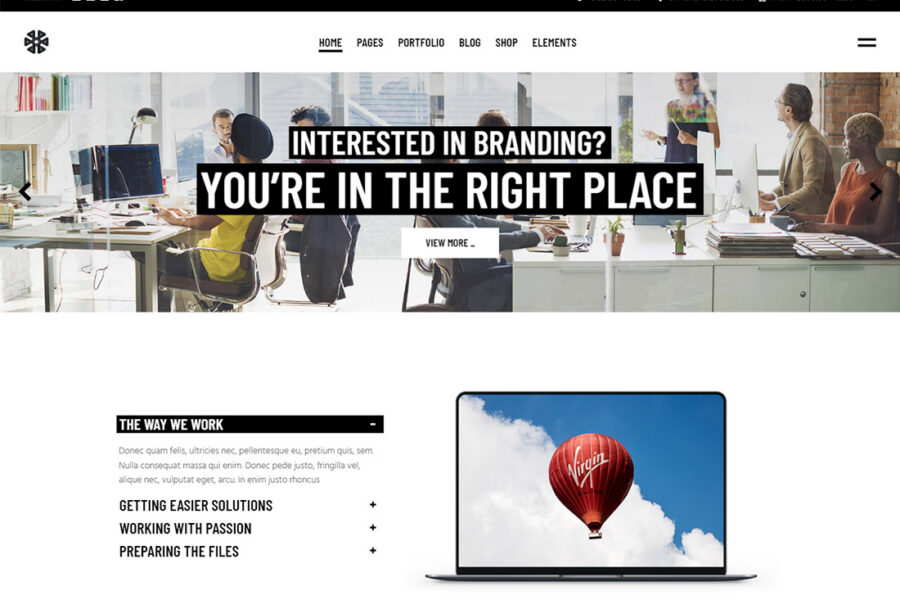 HOME PAGES PORTFOLIO BLOG SHOP ELEMENTS
INTERESTED IN BRANDING?
YOU'RE IN THE RIGHT PLACE
VIEW MORE
THE WAY WE WORK -
Donec quam felis, ultricies nec, pellentesque eu, pretium quis, sem.
Nulla consequat massa qui enim. Donec pede justo, fringilla vel,
alique nec, vulputat eget, arcu. In enim justo rhoncus
GETTING EASIER SOLUTIONS +
WORKING WITH PASSION +
PREPARING THE FILES +
Virgin